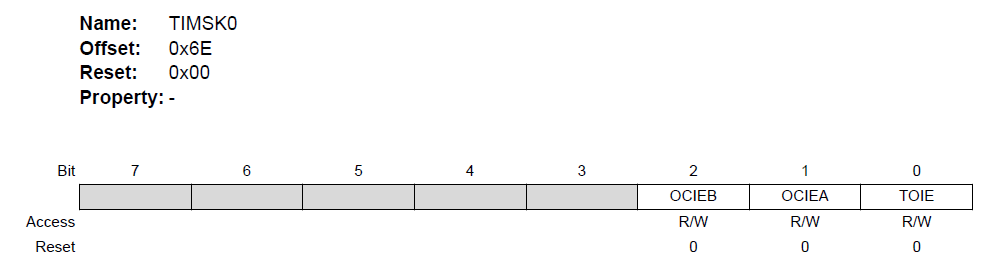 Name: TIMSK0
Offset: 0x6E
Reset: 0x00
Property: -
Bit 7 6 5 4 3 2 1 0
OCIEB OCIEA TOIE
Access R/W R/W R/W
Reset 0 0 0